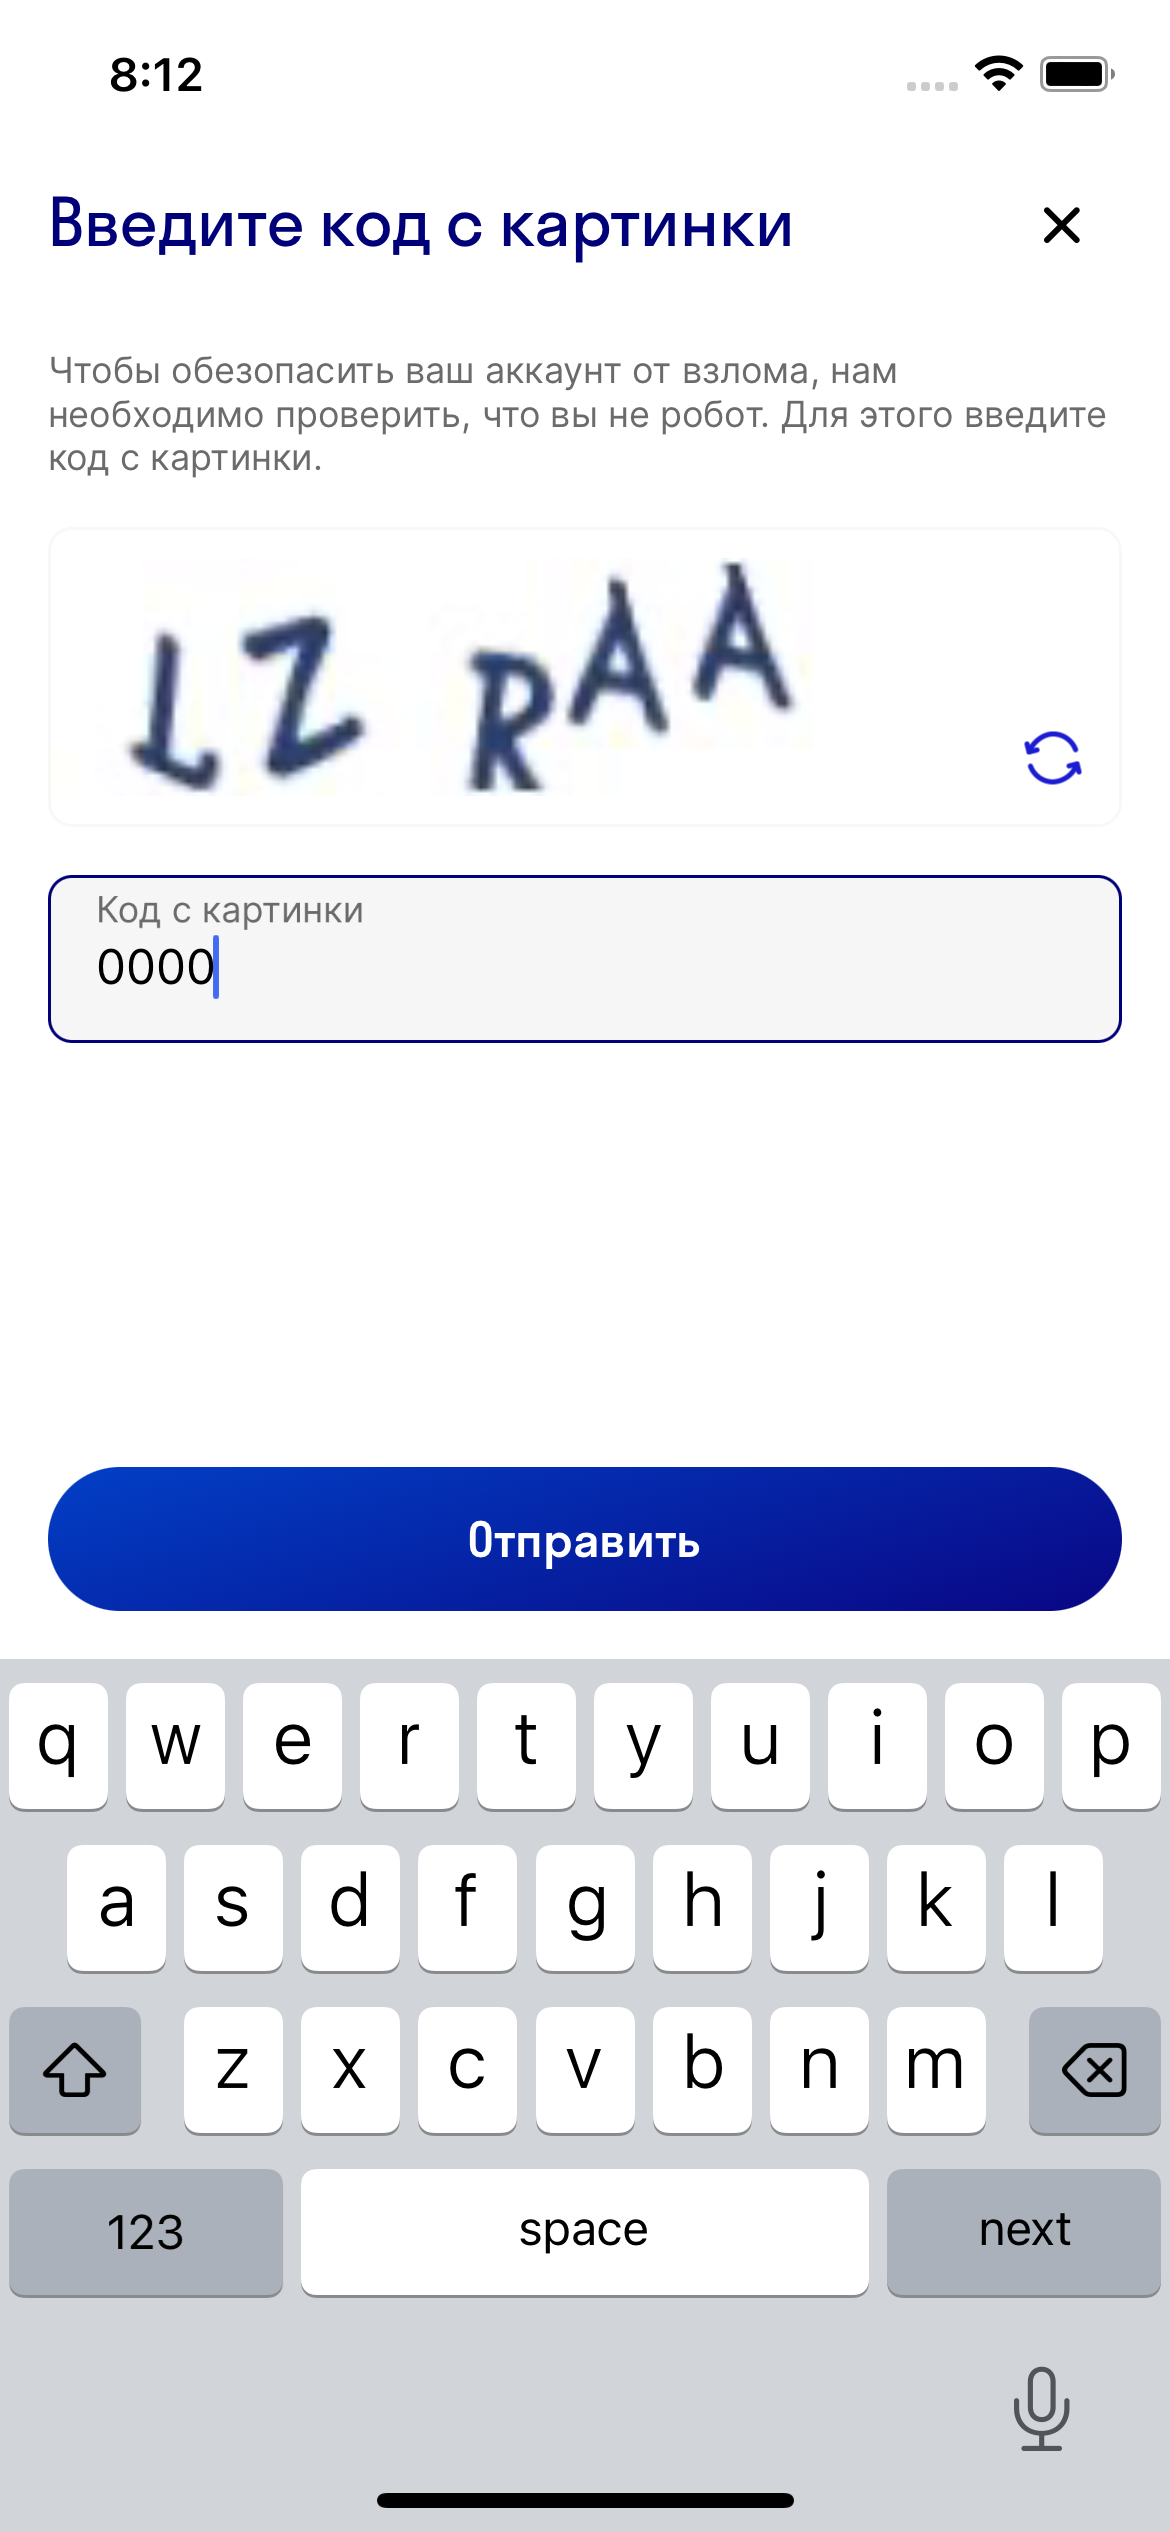 8:12
Введите код с картинки
Чтобы обезопасить ваш аккаунт от взлома, нам
необходимо проверить, что вы не робот. Для этого введите
код с картинки.
LZ RAA
Код с картинки
0000
Отправить
q w e r t y u i o p
a s d f g h j k l
z x c v b n m
123 space next